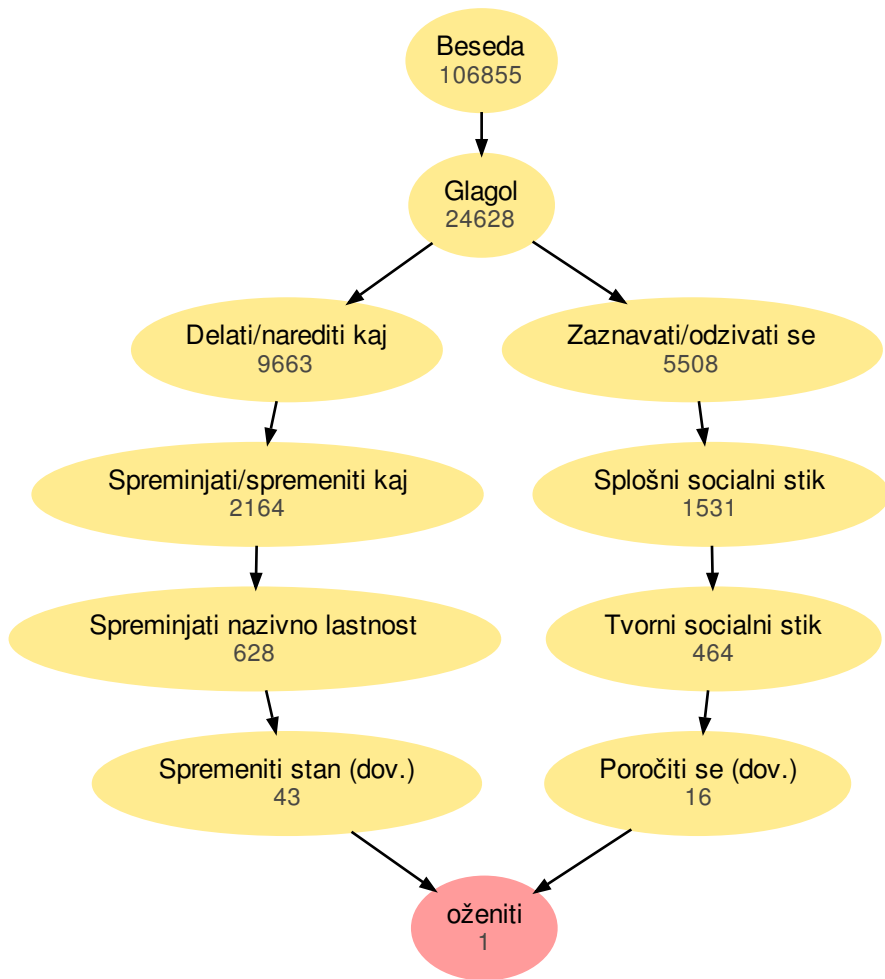 Beseda
106855
Glagol
24628
Delati/narediti kaj
9663
Zaznavati/odzivati se
5508
Spreminjati/spremeniti kaj
2164
Splošni socialni stik
1531
Spreminjati nazivno lastnost
628
Tvorni socialni stik
464
Spremeniti stan (dov.)
43
Poročiti se (dov.)
16
oženiti
1